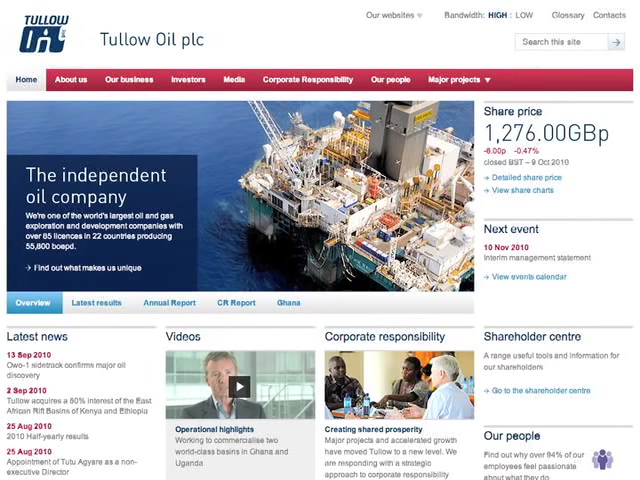 TULLOW
Oil plc
Tullow Oil plc
Our websites
Bandwidth: HIGH : LOW
Glossary
Contacts
Search this site
Home
About us
Our business
Investors
Media
Corporate Responsibility
Our people
Major projects
The independent
oil company
We're one of the world's largest oil and gas
exploration and development companies with
over 85 licences in 22 countries producing
55,800 boepd.
Find out what makes us unique
Share price
1,276.00GBp
-6.00p -0.47%
closed BST – 9 Oct 2010
Detailed share price
View share charts
Next event
10 Nov 2010
Interim management statement
View events calendar
Overview
Latest results
Annual Report
CR Report
Ghana
Latest news
13 Sep 2010
Owo-1 sidetrack confirms major oil
discovery
2 Sep 2010
Tullow acquires a 50% interest of the East
African Rift Basins of Kenya and Ethiopia
25 Aug 2010
2010 Half-yearly results
25 Aug 2010
Appointment of Tutu Agyare as a non-
executive Director
Videos
Operational highlights
Working to commercialise two
world-class basins in Ghana and
Uganda
Corporate responsibility
Creating shared prosperity
Major projects and accelerated growth
have moved Tullow to a new level. We
are responding with a strategic
approach to corporate responsibility
Shareholder centre
A range useful tools and information for
our shareholders
Go to the shareholder centre
Our people
Find out why over 94% of our
employees feel passionate
about what they do